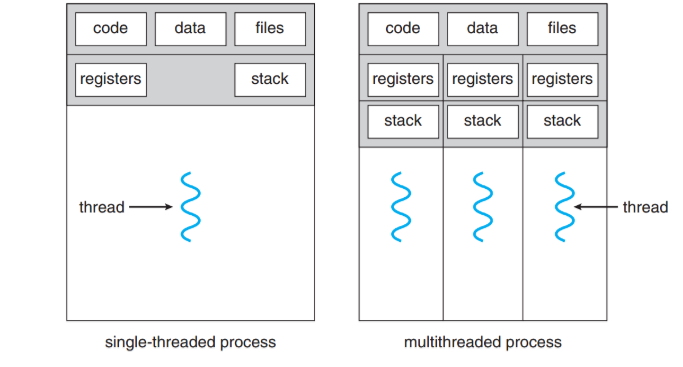 code data files
registers stack
thread
single-threaded process
code data files
registers registers registers
stack stack stack
thread
multithreaded process